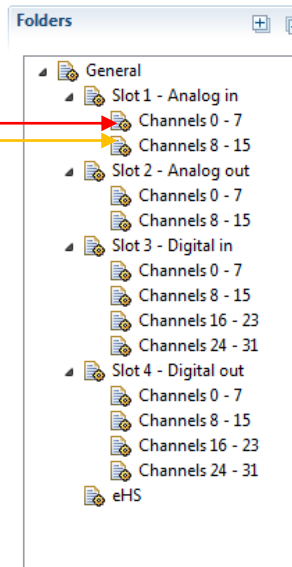 Folders
General
Slot 1 - Analog in
Channels 0 - 7
Channels 8 - 15
Slot 2 - Analog out
Channels 0 - 7
Channels 8 - 15
Slot 3 - Digital in
Channels 0 - 7
Channels 8 - 15
Channels 16 - 23
Channels 24 - 31
Slot 4 - Digital out
Channels 0 - 7
Channels 8 - 15
Channels 16 - 23
Channels 24 - 31
eHS